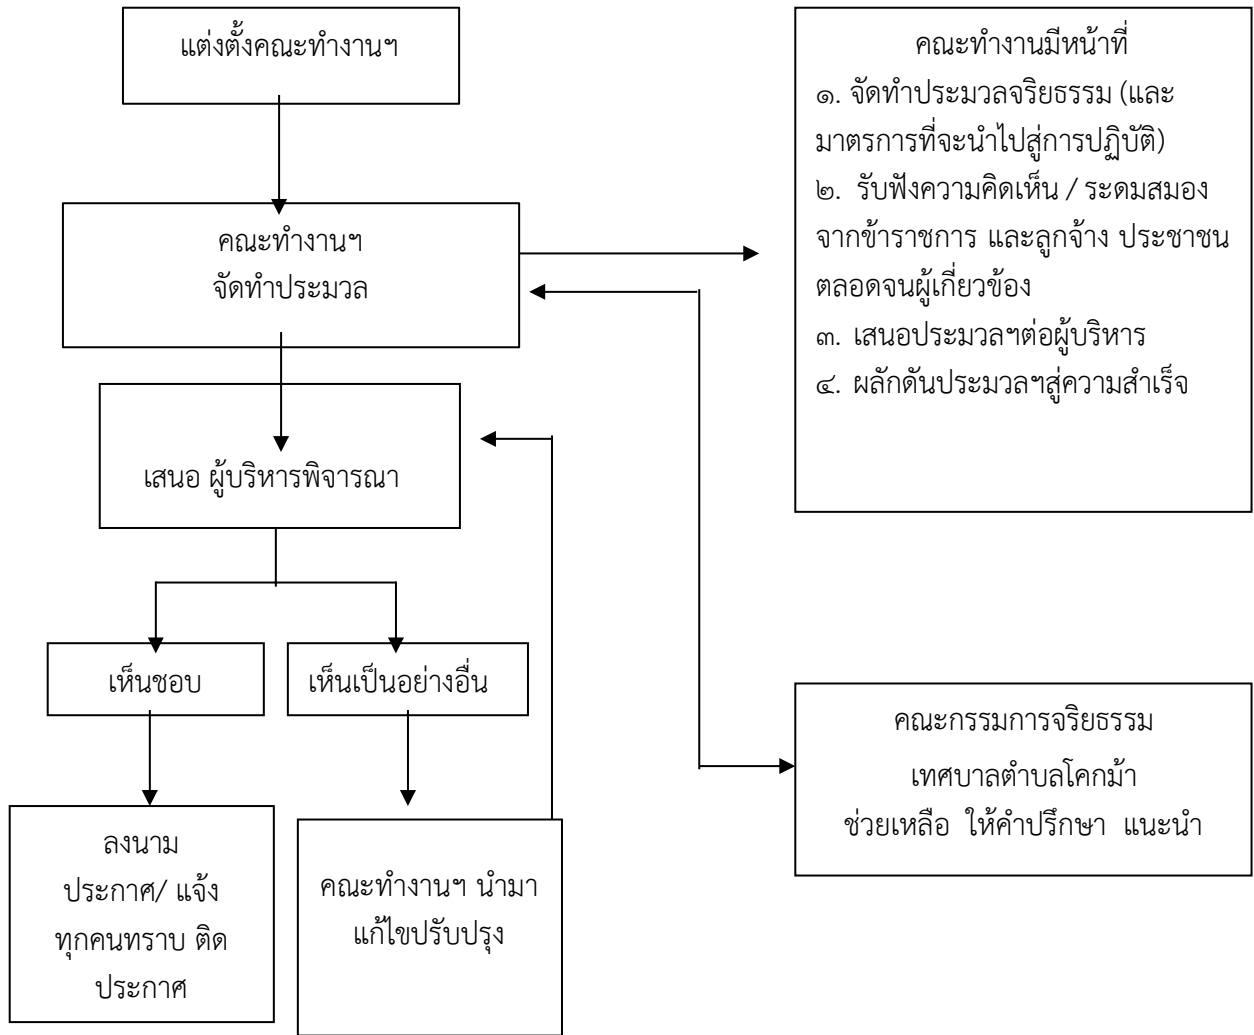 แต่งตั้งคณะทำงานฯ
คณะทำงานฯ
จัดทำประมวล
คณะทำงานมีหน้าที่
๑. จัดทำประมวลจริยธรรม (และ
มาตรการที่จะนำไปสู่การปฏิบัติ)
๒. รับฟังความคิดเห็น / ระดมสมอง
จากข้าราชการ และลูกจ้าง ประชาชน
ตลอดจนผู้เกี่ยวข้อง
๓. เสนอประมวลฯต่อผู้บริหาร
๔. ผลักดันประมวลฯสู่ความสำเร็จ
เสนอ ผู้บริหารพิจารณา
เห็นชอบ
เห็นเป็นอย่างอื่น
ลงนาม
ประกาศ/ แจ้ง
ทุกคนทราบ ติด
ประกาศ
คณะทำงานฯ นำมา
แก้ไขปรับปรุง
คณะกรรมการจริยธรรม
เทศบาลตำบลโคกม้า
ช่วยเหลือ ให้คำปรึกษา แนะนำ